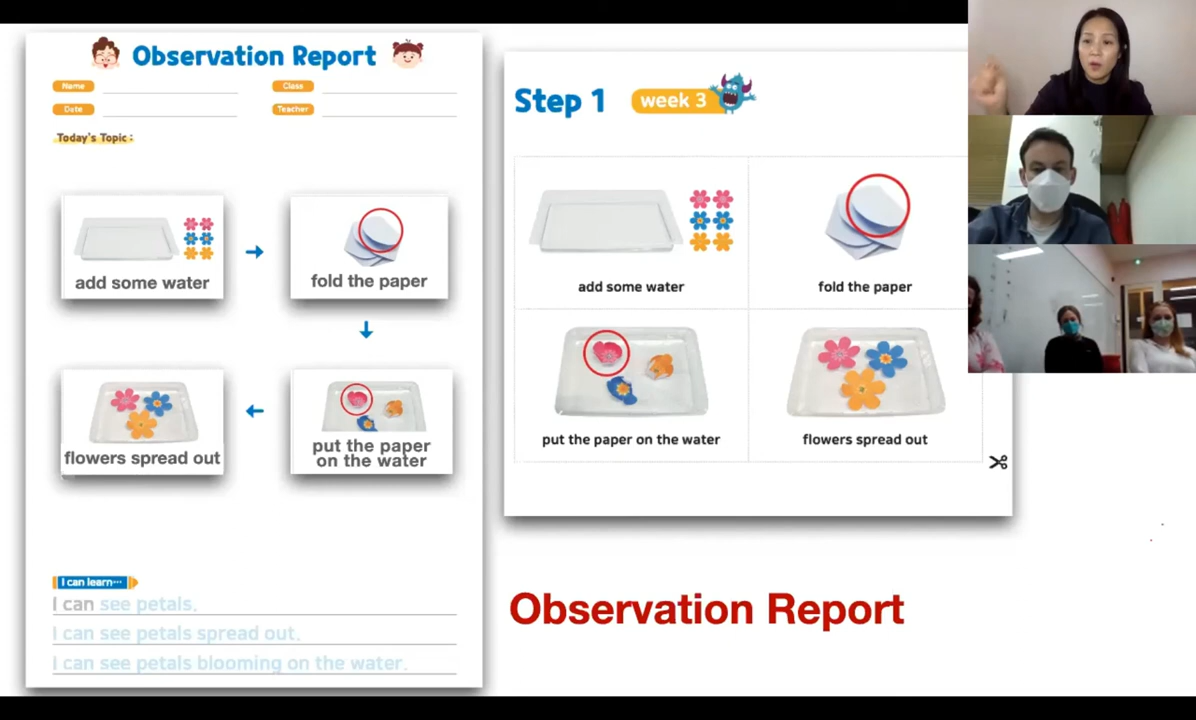 Observation Report
Name
Class
Date
Teacher
Today's Topic :
add some water
fold the paper
flowers spread out
put the paper
on the water
I can learn···
I can see petals.
I can see petals spread out.
I can see petals blooming on the water.
Step 1
week 3
add some water
fold the paper
put the paper on the water
flowers spread out
Observation Report